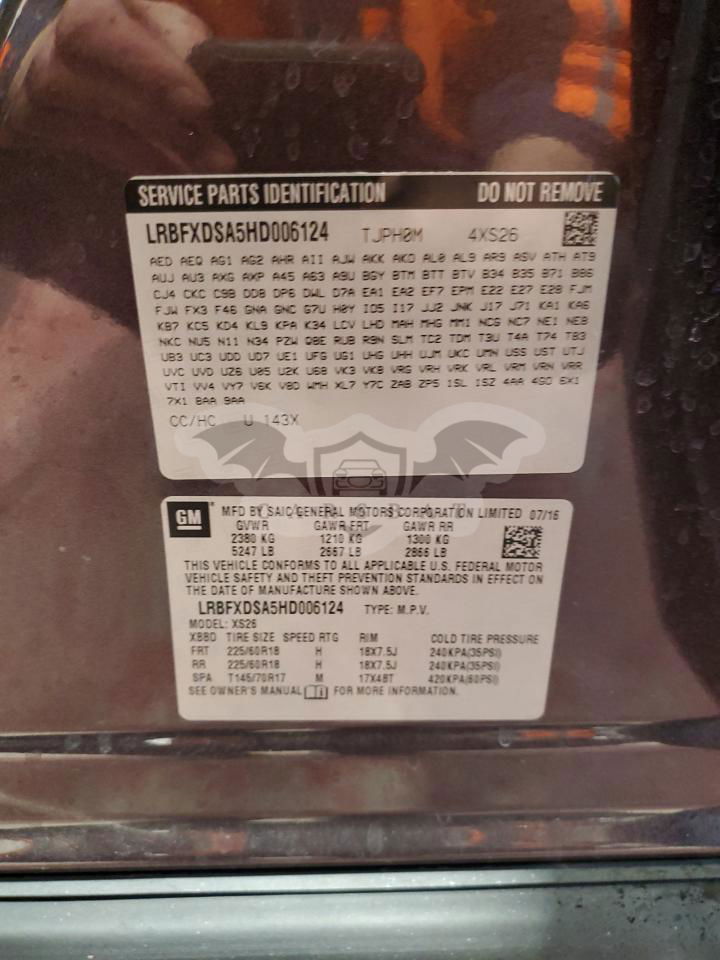 SERVICE PARTS IDENTIFICATION DO NOT REMOVE
LRBFXDSA5HD006124 TJPH0M 4XS26
AED AEQ AG1 AG2 AHR AII AJW AKK AKO AL0 AL9 AR9 ASV ATH AT9
AUJ AU3 AXG AXP A45 A63 A9U BGY BTM BTT BTV B34 B35 B71 B86
CJ4 CKC C9B DD8 DP6 DWL D7A EA1 EA2 EF7 EPM E22 E27 E28 FJM
FJW FX3 F46 GNA GNC G7U H0Y IO5 I17 JJ2 JNK J17 J71 KA1 KA6
KB7 KC5 KD4 KL9 KPA K34 LCV LHD MAH MHG MM1 NCG NC7 NE1 NE8
NKC NU5 N11 N34 PZW Q8E RUB R9N SLM TC2 TDM T3U T4A T74 TB3
UB3 UC3 UDD UD7 UE1 UFG UG1 UHG UHH UJM UKC UMN USS UST UTJ
UVC UVD UZ6 U05 U2K U68 VK3 VK8 VRG VRH VRK VRL VRM VRN VRR
VTI VV4 VY7 V6K V8D WMH XL7 Y7C ZAB ZP5 1SL 1SZ 4AA 4GO 6X1
7X1 8AA 9AA
CC/HC U 143X
GM MFD BY SAIC GENERAL MOTORS CORPORATION LIMITED 07/16
GVWR GAWR FRT GAWR RR
2380 KG 1210 KG 1300 KG
5247 LB 2667 LB 2866 LB
THIS VEHICLE CONFORMS TO ALL APPLICABLE U.S. FEDERAL MOTOR
VEHICLE SAFETY AND THEFT PREVENTION STANDARDS IN EFFECT ON
THE DATE OF MANUFACTURE SHOWN ABOVE.
LRBFXDSA5HD006124 TYPE: M.P.V.
MODEL: XS26
XBBD TIRE SIZE SPEED RTG RIM COLD TIRE PRESSURE
FRT 225/60R18 H 18X7.5J 240KPA(35PSI)
RR 225/60R18 H 18X7.5J 240KPA(35PSI)
SPA T145/70R17 M 17X4BT 420KPA(60PSI)
SEE OWNER'S MANUAL FOR MORE INFORMATION.